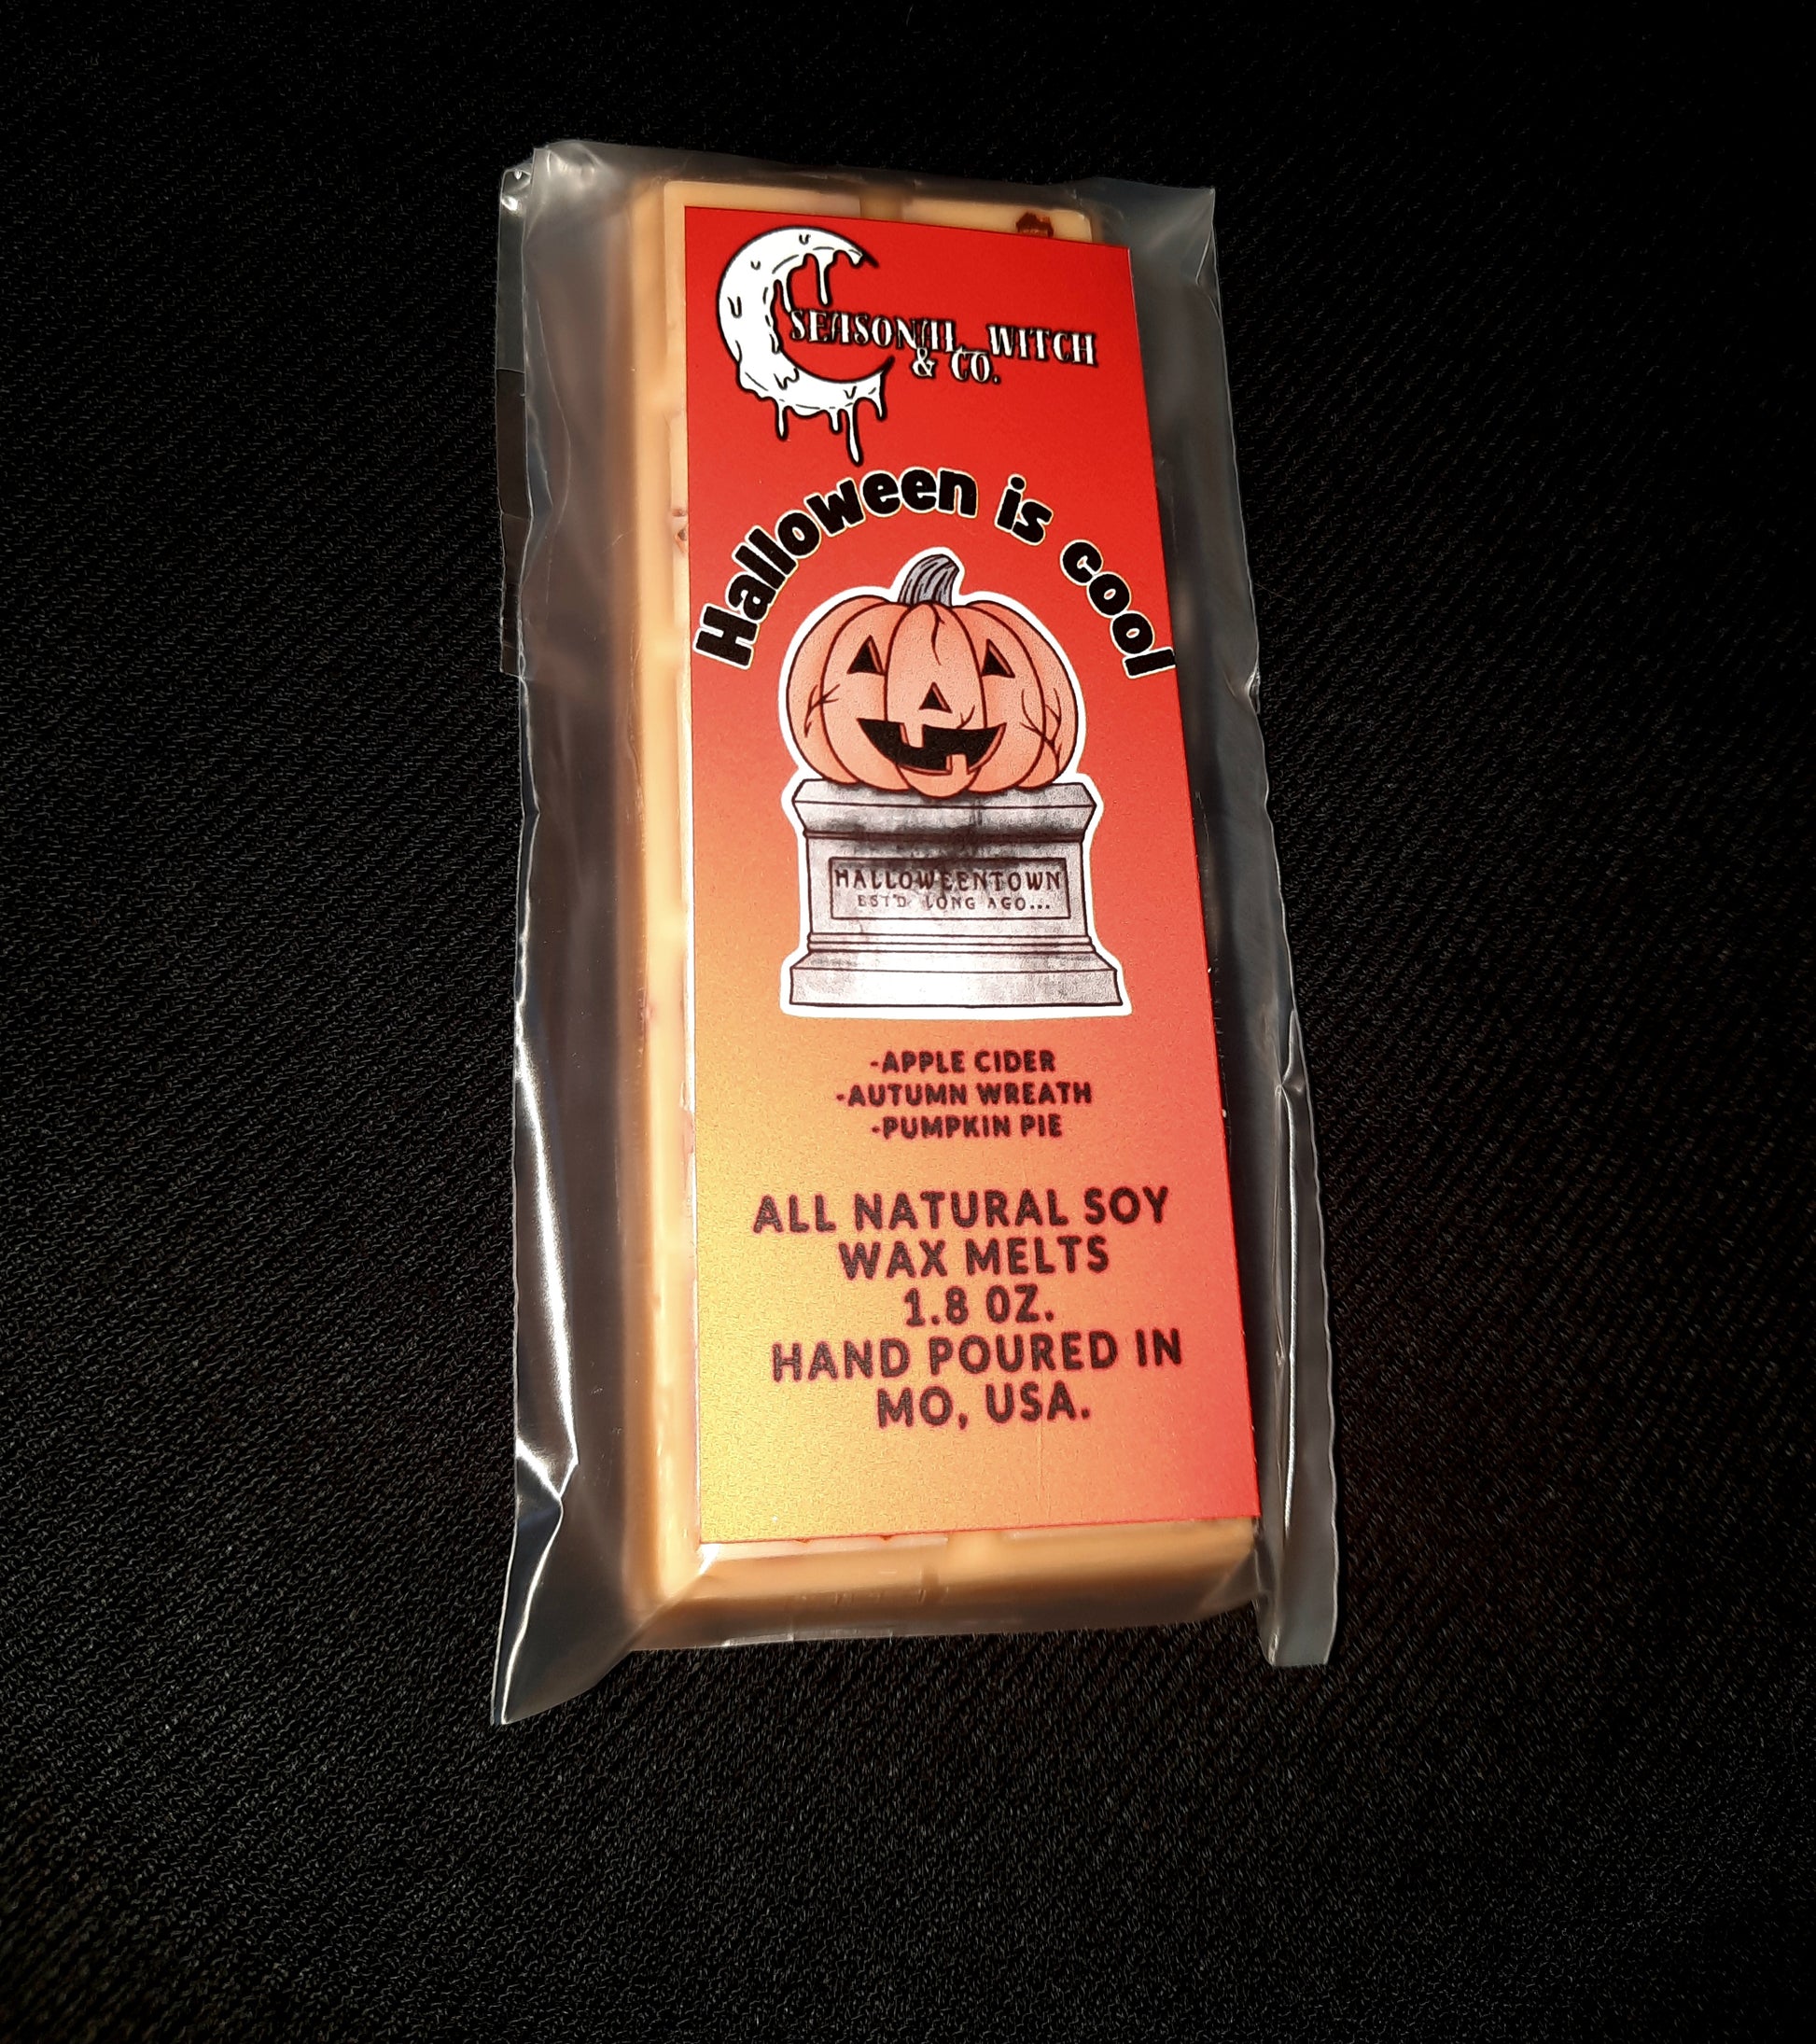 SEASONAL WITCH
& CO.
Halloween is cool
HALLOWEENTOWN
EST'D LONG AGO...
-APPLE CIDER
-AUTUMN WREATH
-PUMPKIN PIE
ALL NATURAL SOY
WAX MELTS
1.8 OZ.
HAND POURED IN
MO, USA.